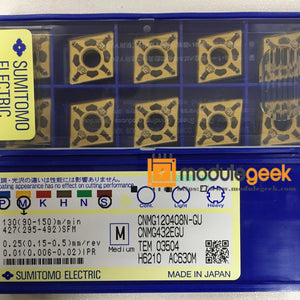 SUMITOMO
ELECTRIC
modulegeek
modulegeek.com
P M K H N S
130(90-150)m/min
427(295-492)SFM
0.25(0.15-0.5)mm/rev
0.01(0.006-0.02)IPR
M
Medium
CNMG120408N-GU
CNMG432EGU
TEM 03504
H6210 AC630M
SUMITOMO ELECTRIC
MADE IN JAPAN